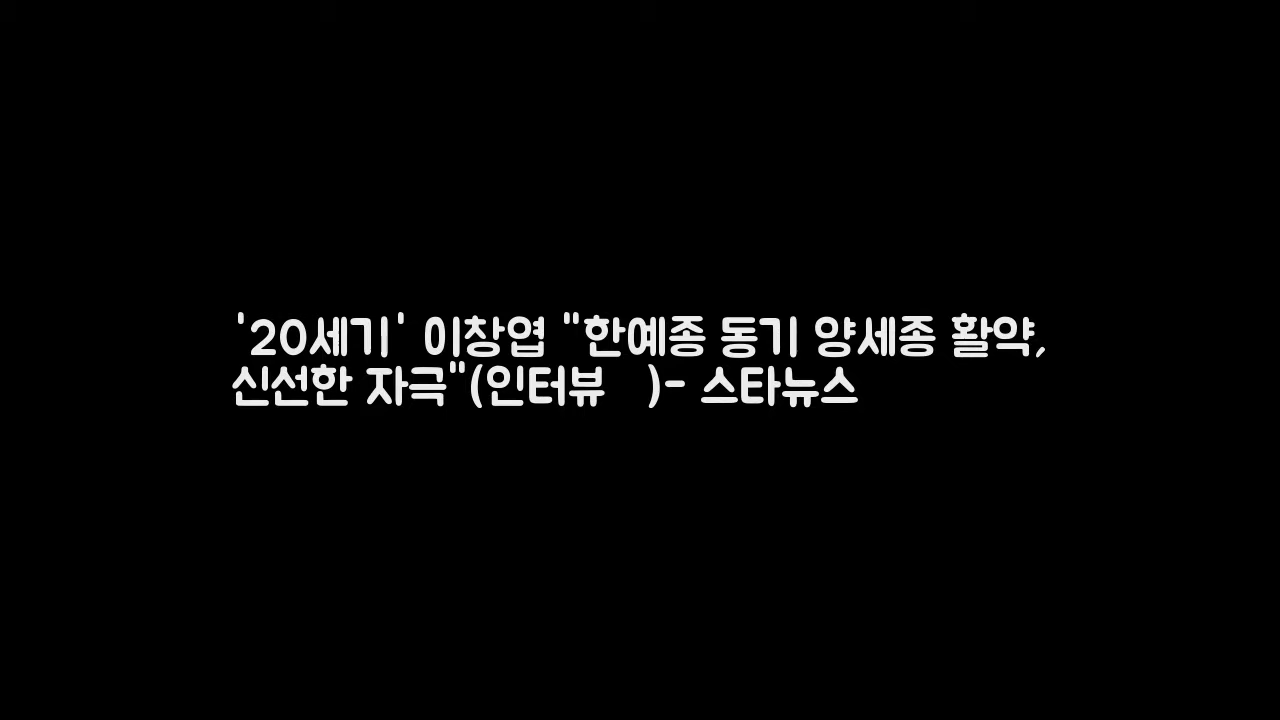 '20세기' 이창엽 "한예종 동기 양세종 활약,
신선한 자극"(인터뷰   )- 스타뉴스